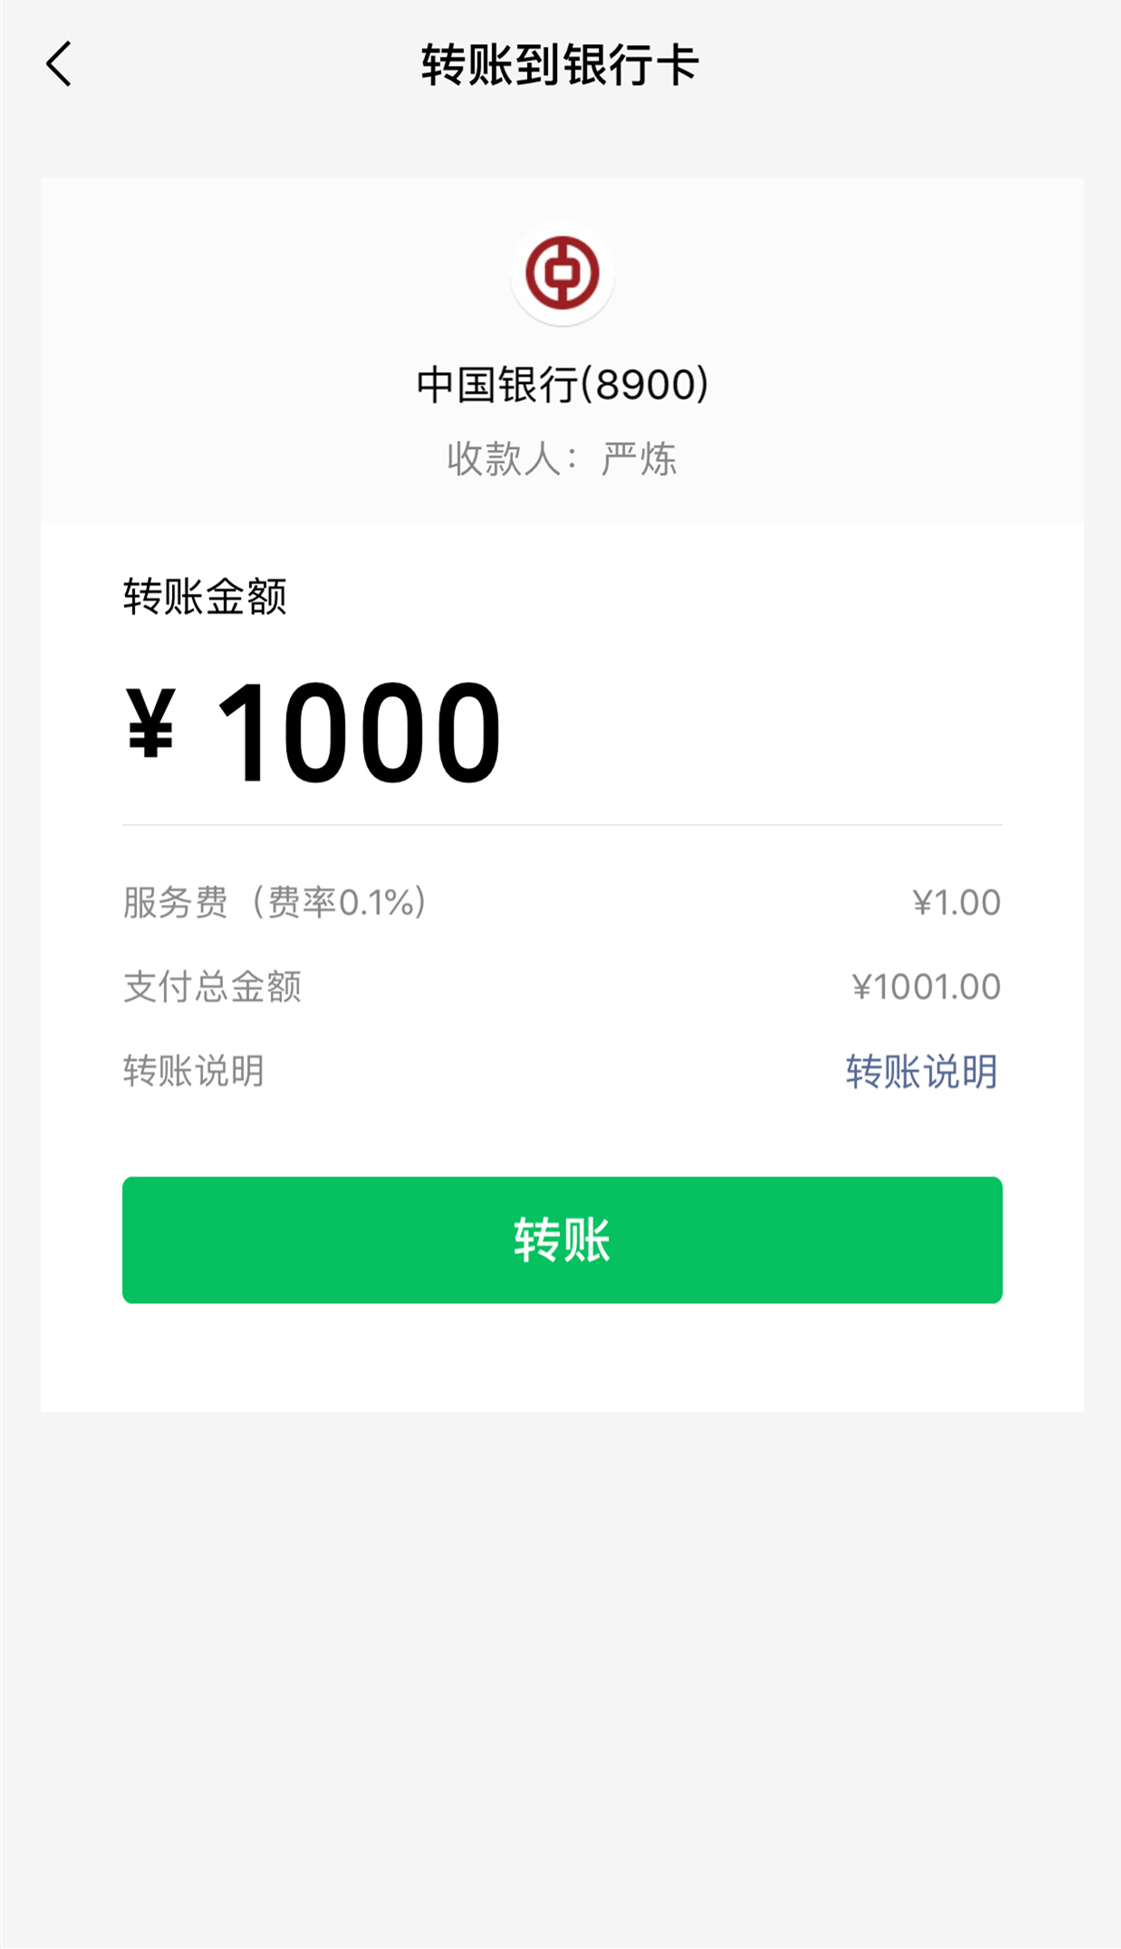 转账到银行卡
中国银行(8900)
收款人：严炼
转账金额
¥ 1000
服务费（费率0.1%） ¥1.00
支付总金额 ¥1001.00
转账说明 转账说明
转账